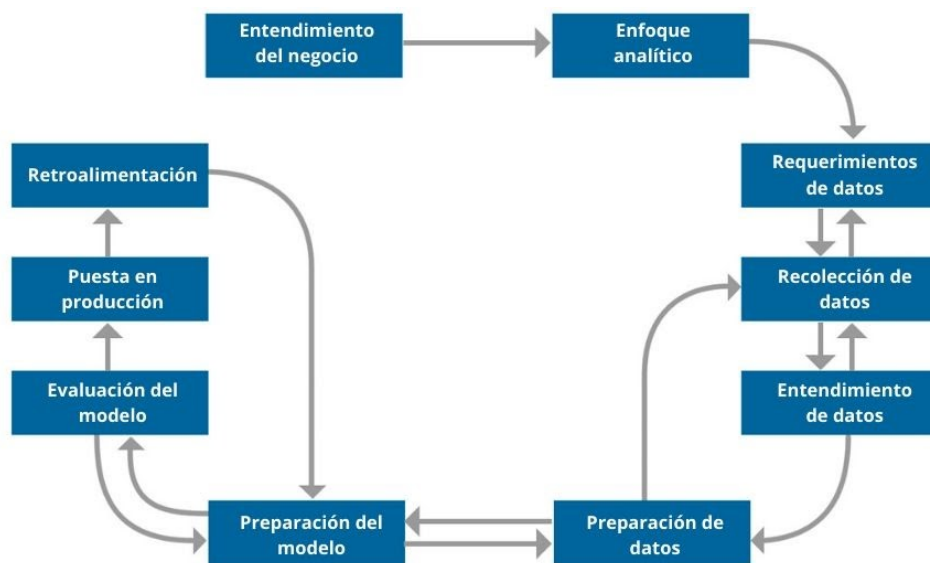 Entendimiento
del negocio
Enfoque
analítico
Requerimientos
de datos
Recolección de
datos
Entendimiento
de datos
Preparación de
datos
Preparación del
modelo
Evaluación del
modelo
Puesta en
producción
Retroalimentación